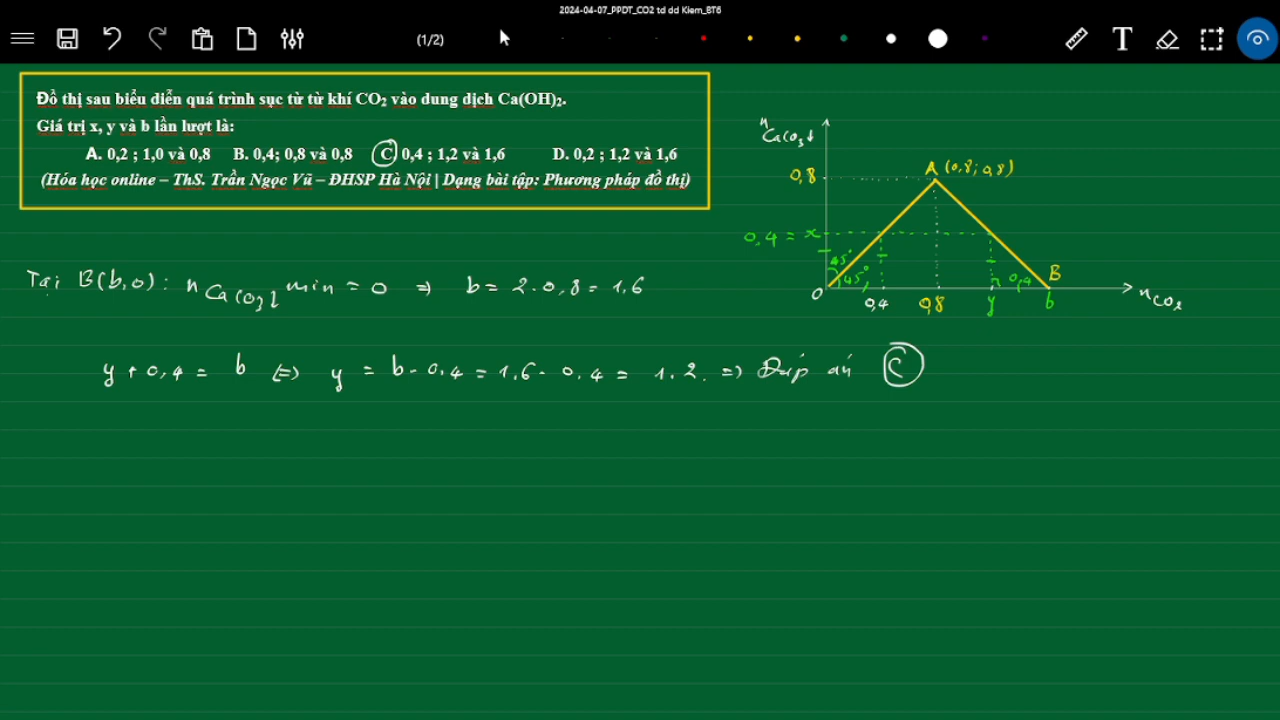 2024-04-07_PPDT_CO2 td dd Kiem_BT6
(1/2)
T
Đồ thị sau biểu diễn quá trình sục từ từ khí CO₂ vào dung dịch Ca(OH)₂.
Giá trị x, y và b lần lượt là:
A. 0,2 ; 1,0 và 0,8 B. 0,4; 0,8 và 0,8 C. 0,4 ; 1,2 và 1,6 D. 0,2 ; 1,2 và 1,6
(Hóa học online – ThS. Trần Ngọc Vũ – ĐHSP Hà Nội | Dạng bài tập: Phương pháp đồ thị)
n CaCO₃↓
0,8
A (0,8; 0,8)
0,4 = x
45°
45°
0,4
B
O
0,4
0,8
y
b
n CO₂
Tại B(b,0): n CaCO₃↓ min = 0 ⇒ b = 2.0,8 = 1,6
y + 0,4 = b ⇔ y = b - 0,4 = 1,6 - 0,4 = 1,2. ⇒ Đáp án C